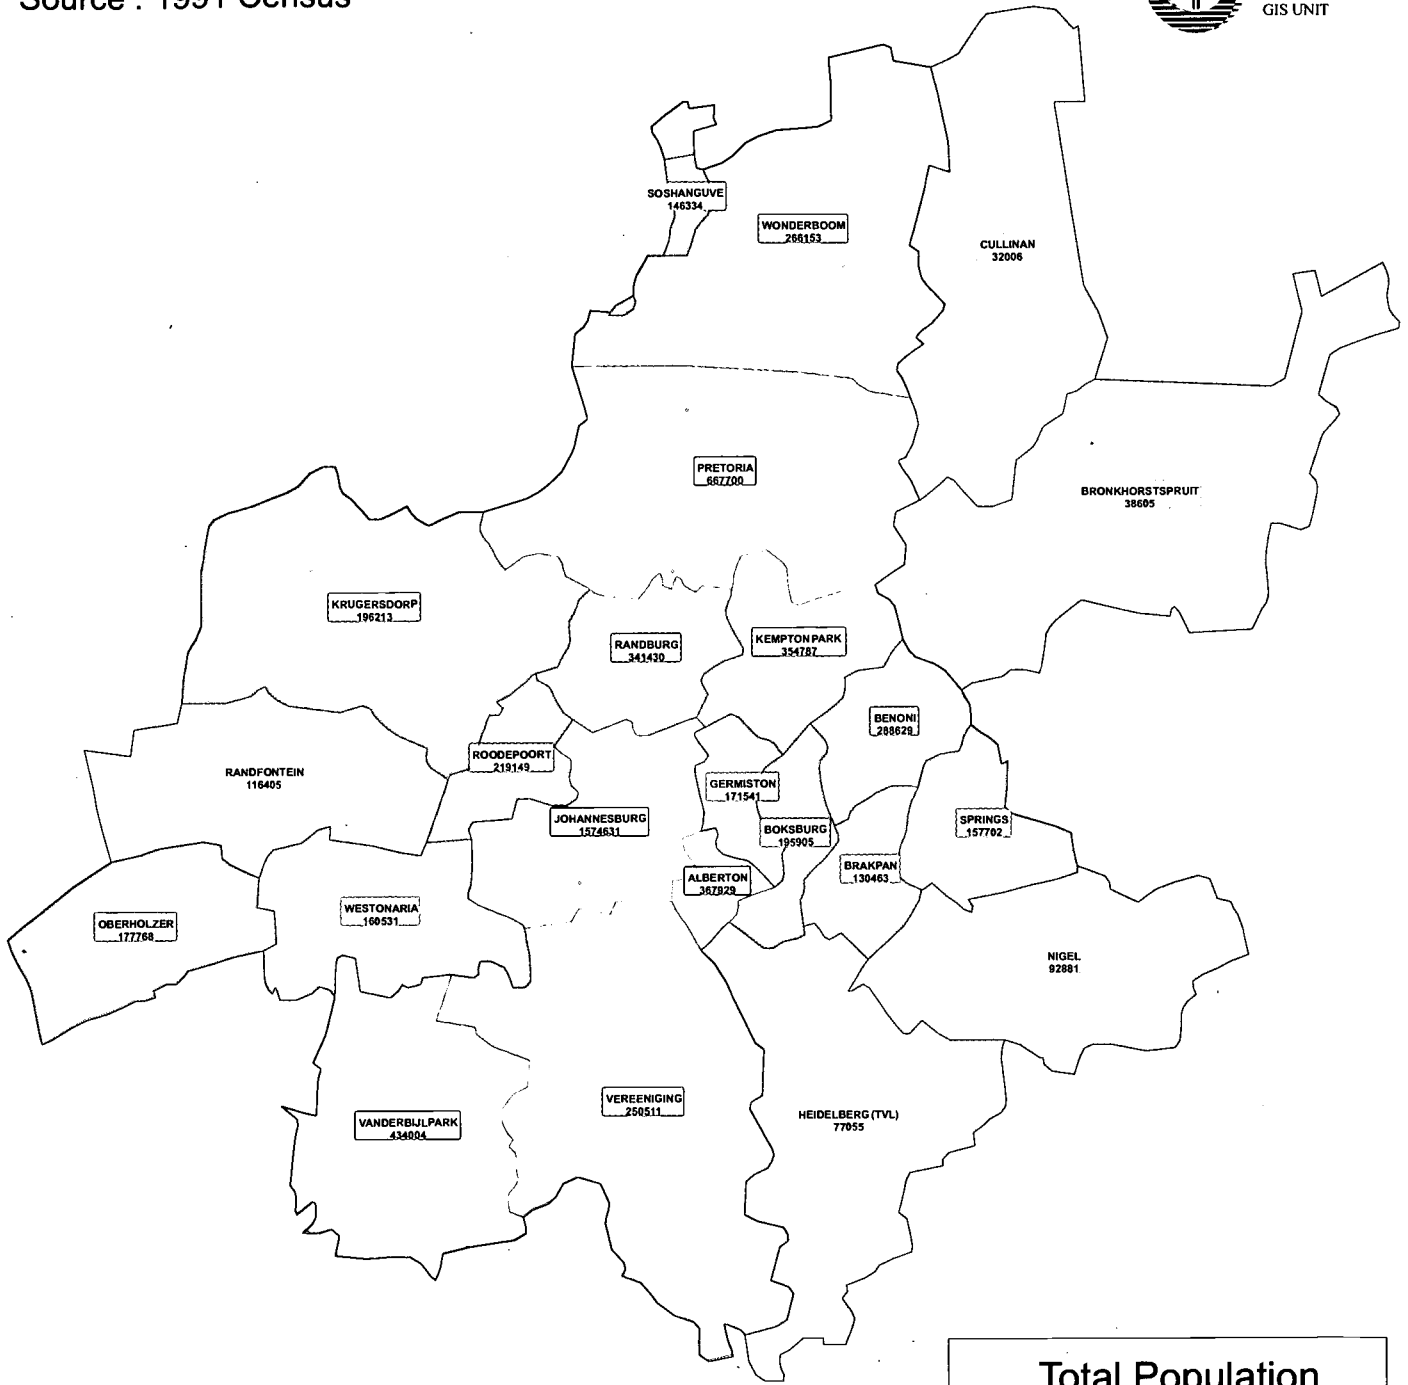 Source : 1991 Census
GIS UNIT
SOSHANGUVE
146334
WONDERBOOM
266153
CULLINAN
32006
PRETORIA
667700
BRONKHORSTSPRUIT
38605
KRUGERSDORP
196213
RANDBURG
341430
KEMPTON PARK
354787
BENONI
288629
ROODEPOORT
219149
RANDFONTEIN
116405
GERMISTON
171541
JOHANNESBURG
1574631
BOKSBURG
195905
SPRINGS
157702
BRAKPAN
130463
ALBERTON
367929
WESTONARIA
160531
OBERHOLZER
177768
NIGEL
92881
VEREENIGING
250511
HEIDELBERG (TVL)
77055
VANDERBIJLPARK
434004
Total Population